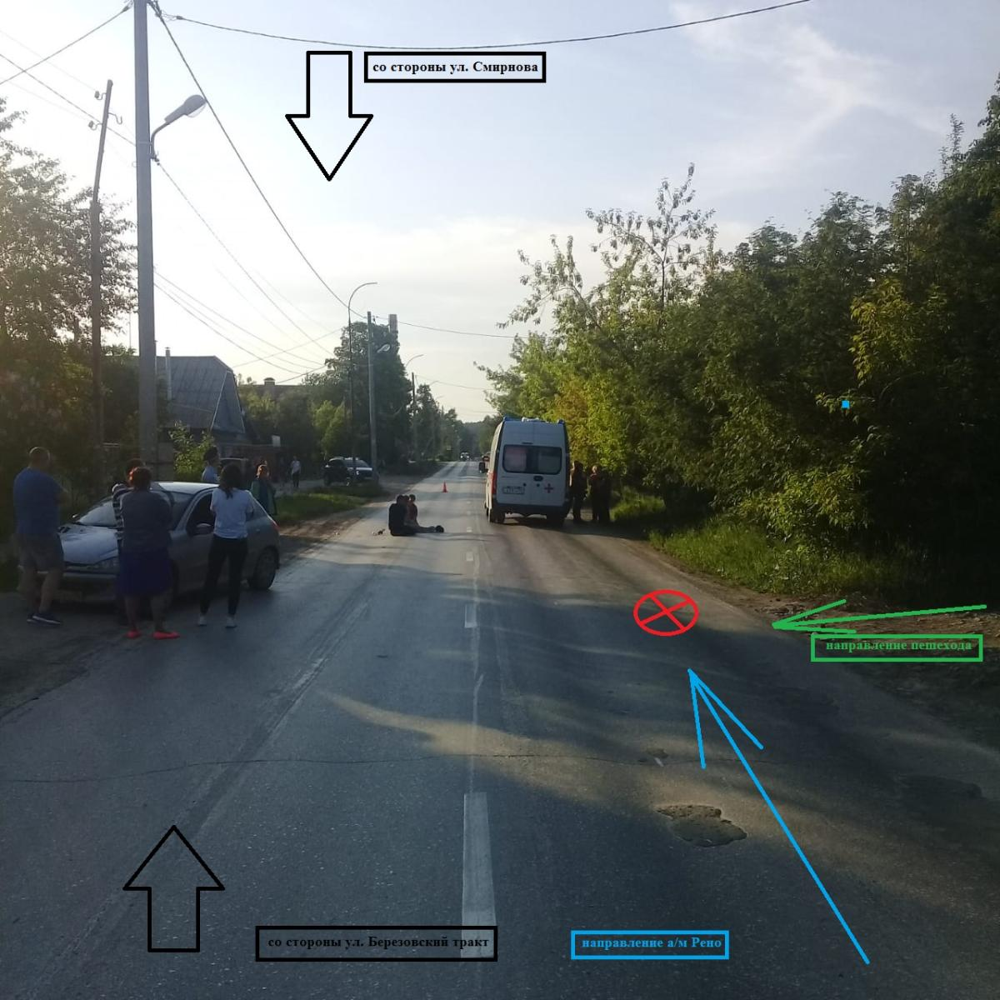 со стороны ул. Смирнова
направление пешехода
со стороны ул. Березовский тракт
направление а/м Рено